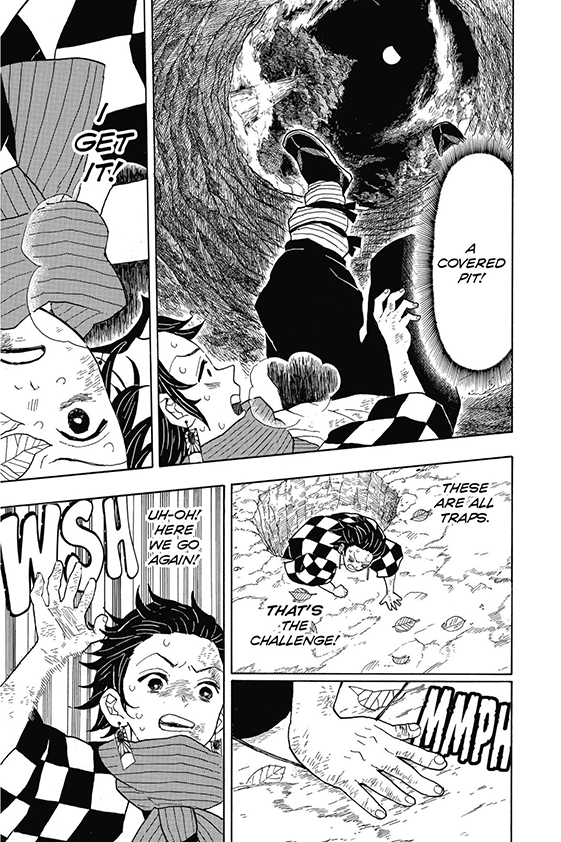 A
COVERED
PIT!
I
GET
IT!
THESE
ARE ALL
TRAPS.
THAT'S
THE
CHALLENGE!
MMPH
UH-OH!
HERE
WE GO
AGAIN!
WSH